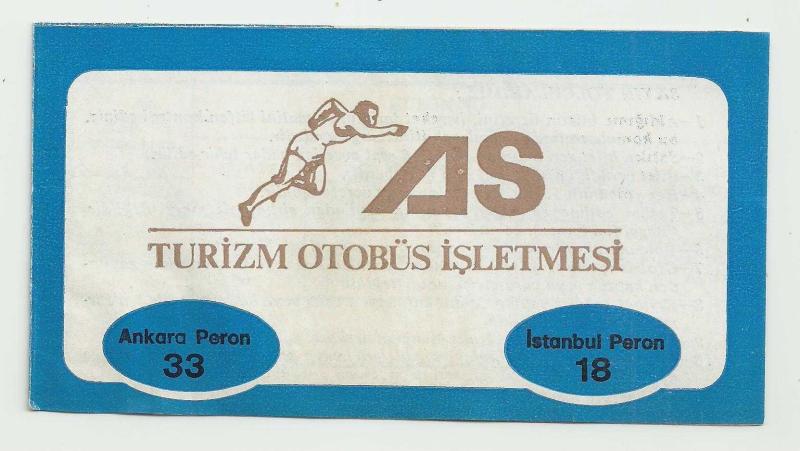 AS
TURİZM OTOBÜS İŞLETMESİ
Ankara Peron
33
İstanbul Peron
18